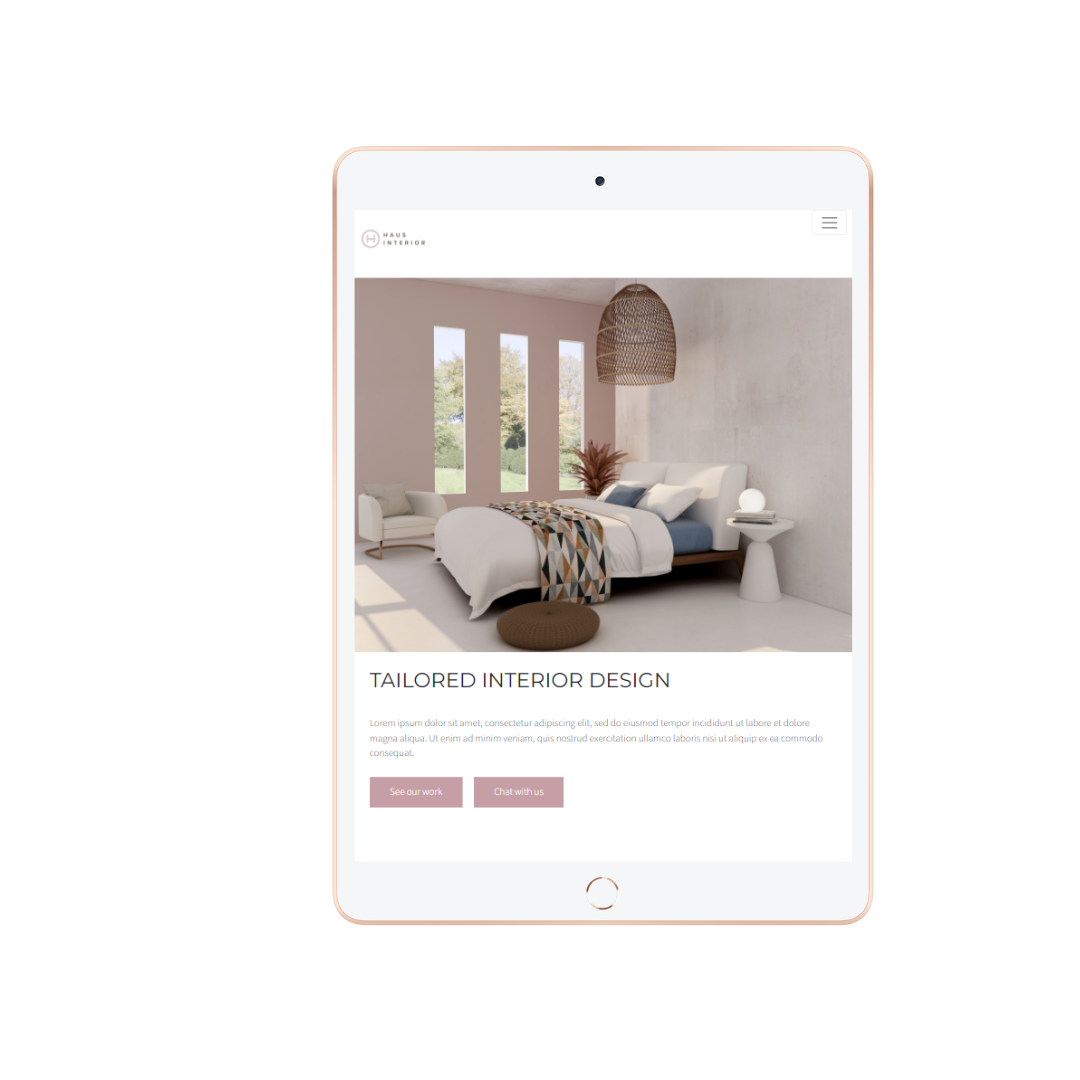 HAUS
INTERIOR
TAILORED INTERIOR DESIGN
Lorem ipsum dolor sit amet, consectetur adipiscing elit, sed do eiusmod tempor incididunt ut labore et dolore
magna aliqua. Ut enim ad minim veniam, quis nostrud exercitation ullamco laboris nisi ut aliquip ex ea commodo
consequat.
See our work
Chat with us